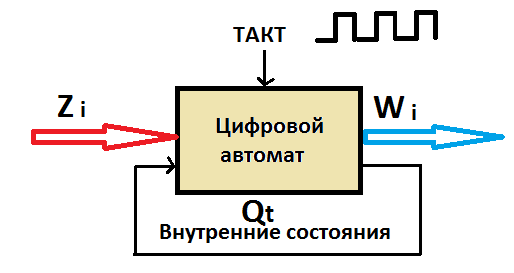 ТАКТ
Z i
Цифровой
автомат
W i
Qt
Внутренние состояния